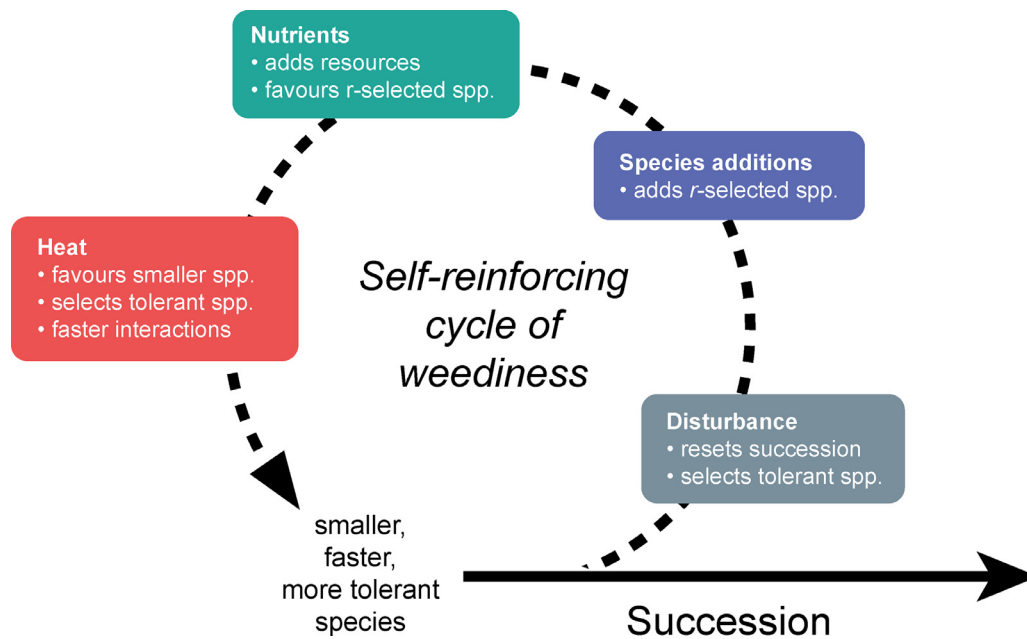 Nutrients
• adds resources
• favours r-selected spp.
Species additions
• adds r-selected spp.
Heat
• favours smaller spp.
• selects tolerant spp.
• faster interactions
Self-reinforcing
cycle of
weediness
Disturbance
• resets succession
• selects tolerant spp.
smaller,
faster,
more tolerant
species
Succession